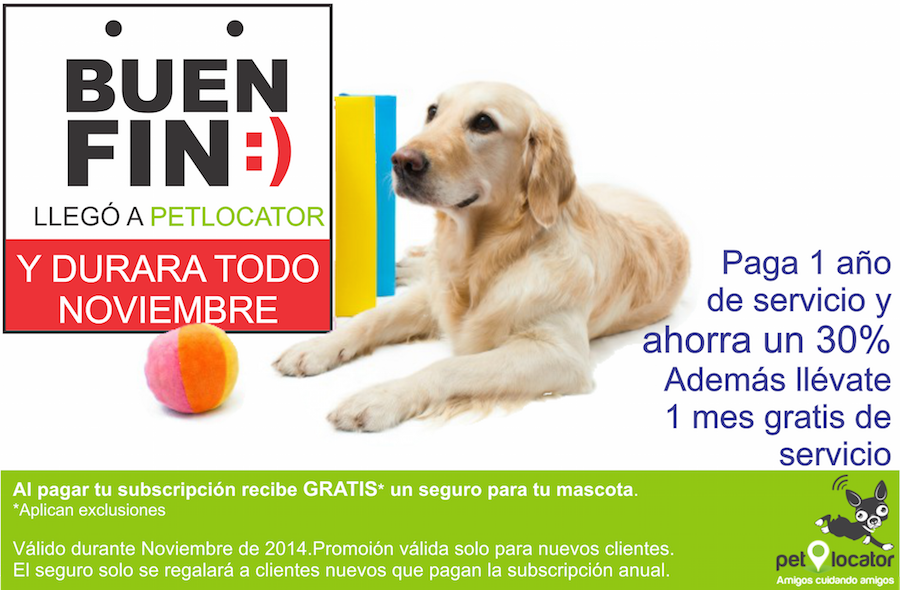 BUEN
FIN:)
LLEGÓ A PETLOCATOR
Y DURARA TODO
NOVIEMBRE
Paga 1 año
de servicio y
ahorra un 30%
Además llévate
1 mes gratis de
servicio
Al pagar tu subscripción recibe GRATIS* un seguro para tu mascota.
*Aplican exclusiones
Válido durante Noviembre de 2014.Promoión válida solo para nuevos clientes.
El seguro solo se regalará a clientes nuevos que pagan la subscripción anual.
pet locator
Amigos cuidando amigos